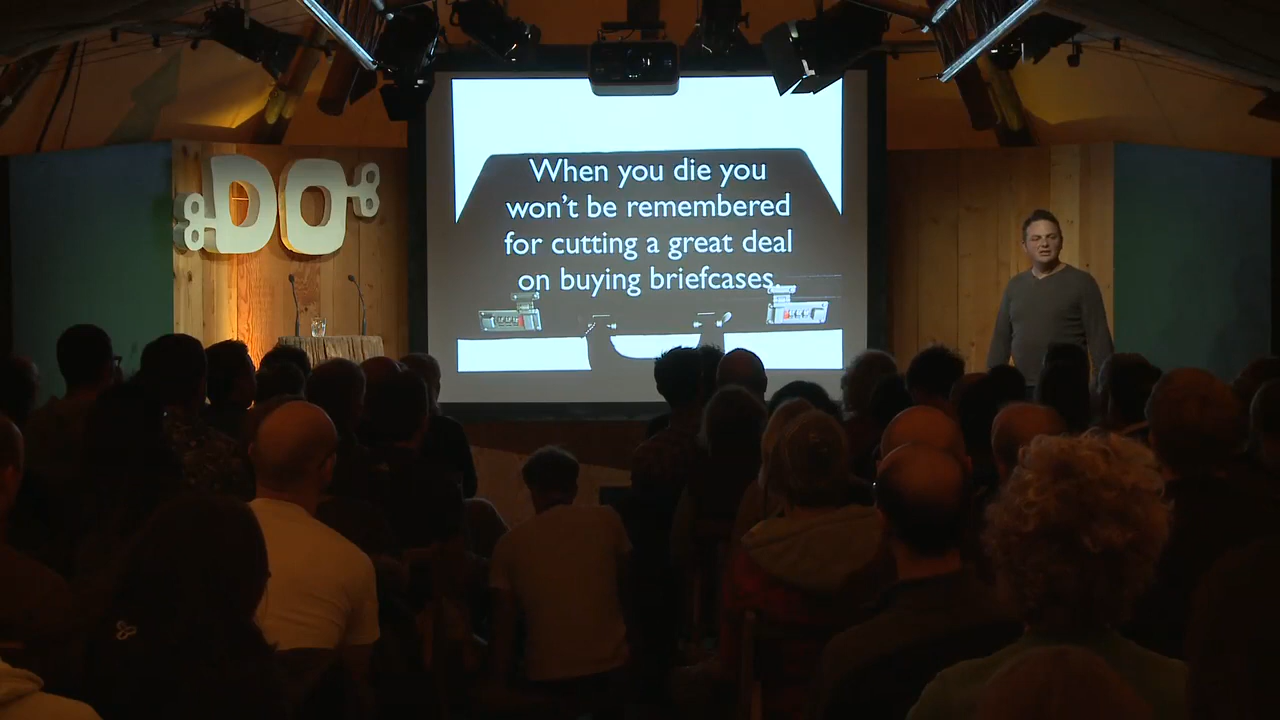 DO
When you die you
won't be remembered
for cutting a great deal
on buying briefcases.